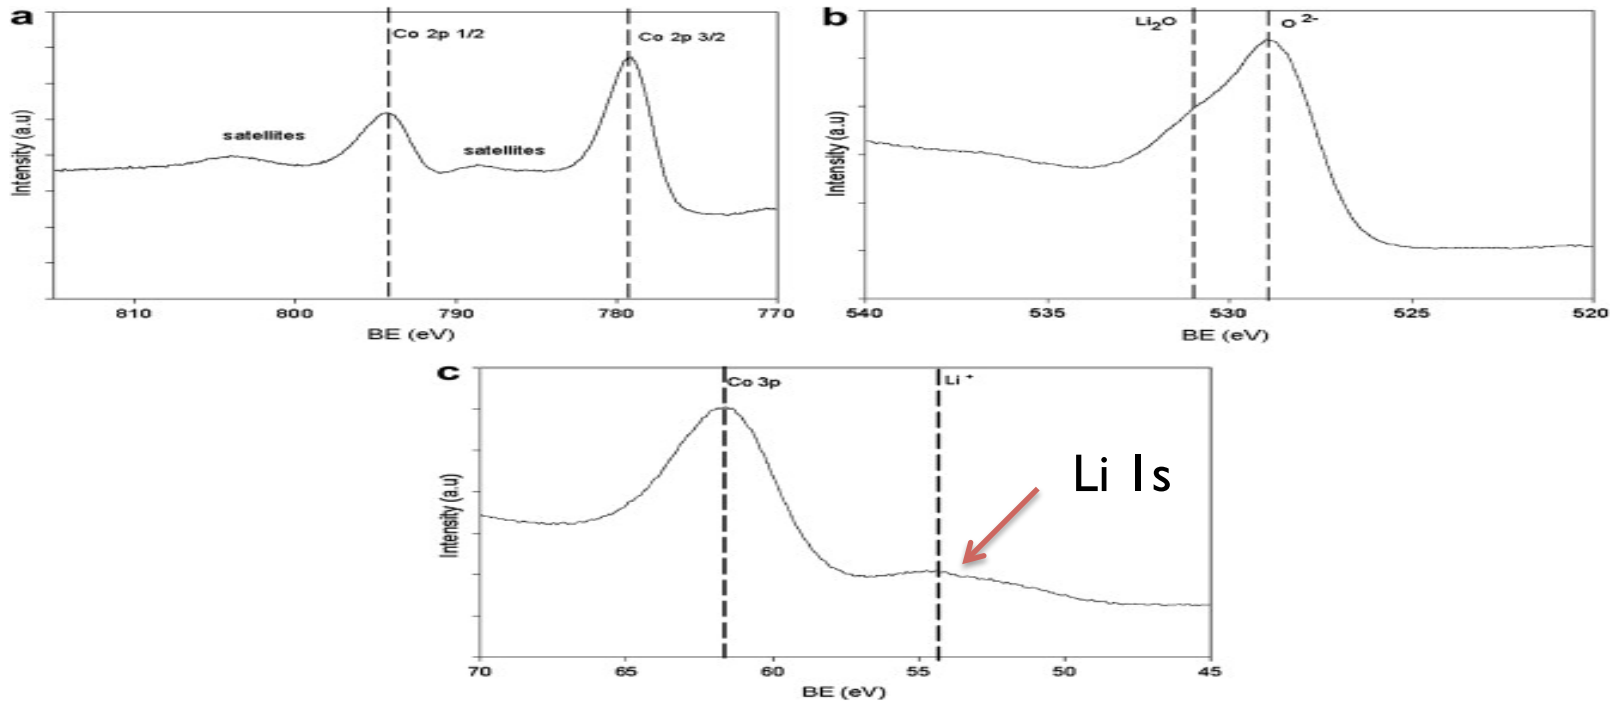 a
Co 2p 1/2
Co 2p 3/2
satellites
satellites
Intensity (a.u)
810 800 790 780 770
BE (eV)
b
Li₂O
O ²⁻
Intensity (a.u)
540 535 530 525 520
BE (eV)
c
Co 3p
Li ⁺
Li 1s
Intensity (a.u)
70 65 60 55 50 45
BE (eV)